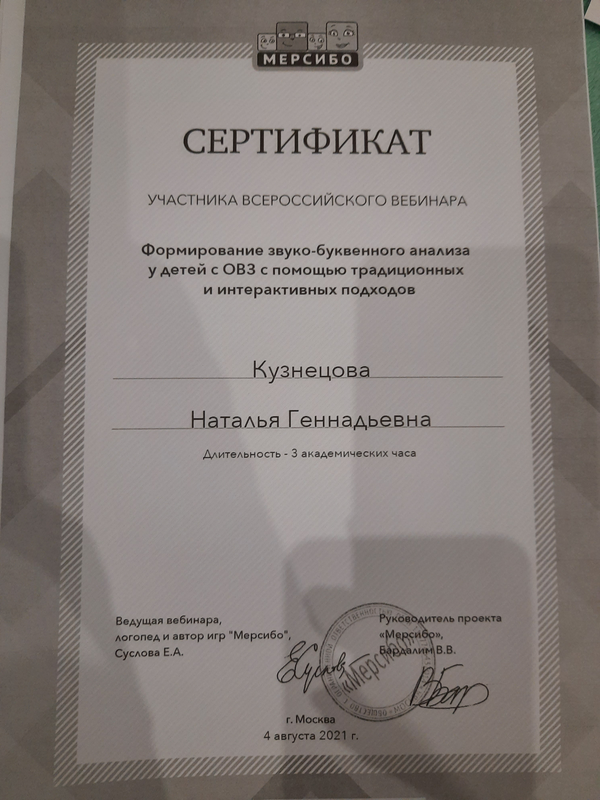 МЕРСИБО
СЕРТИФИКАТ
УЧАСТНИКА ВСЕРОССИЙСКОГО ВЕБИНАРА
Формирование звуко-буквенного анализа
у детей с ОВЗ с помощью традиционных
и интерактивных подходов
Кузнецова
Наталья Геннадьевна
Длительность - 3 академических часа
Ведущая вебинара,
логопед и автор игр "Мерсибо",
Суслова Е.А.
Руководитель проекта
«Мерсибо»,
Бардалим В.В.
«Мерсибо»
г. Москва
4 августа 2021 г.